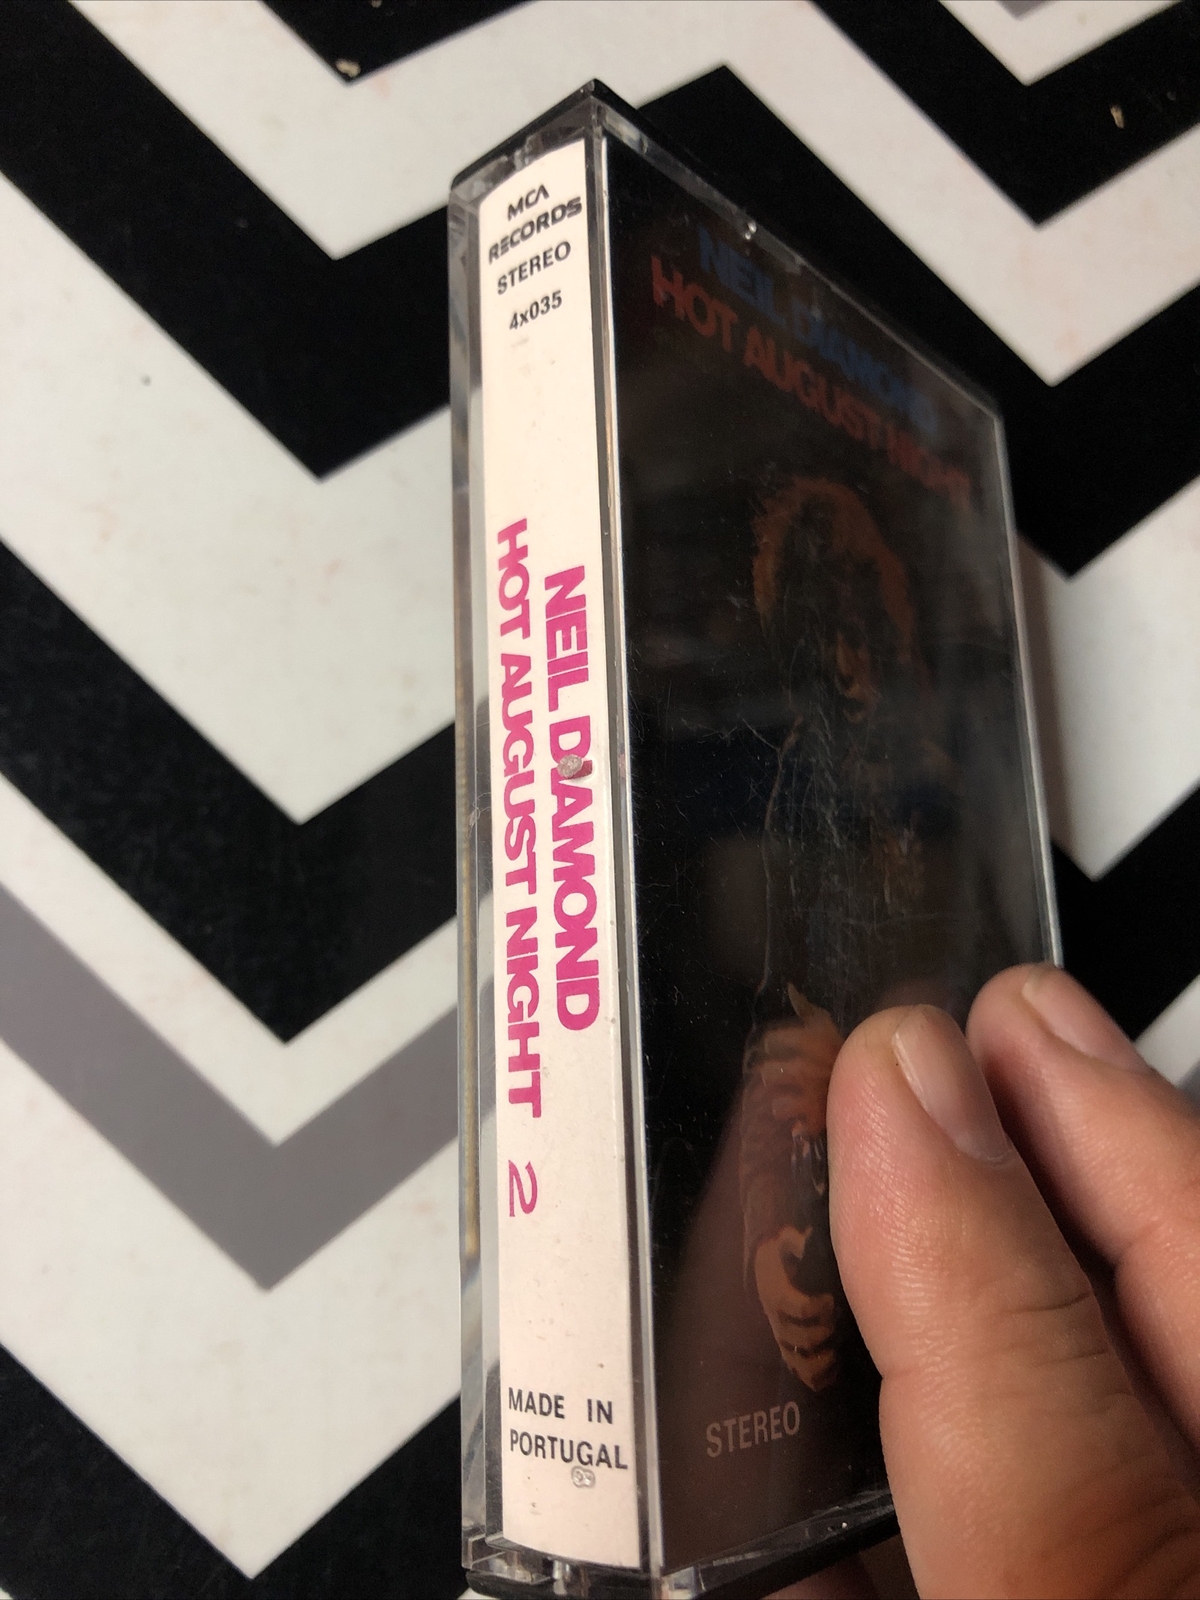 MCA
RECORDS
STEREO
4x035
NEIL DIAMOND
HOT AUGUST NIGHT 2
MADE IN
PORTUGAL
NEIL DIAMOND
HOT AUGUST NIGHT
STEREO